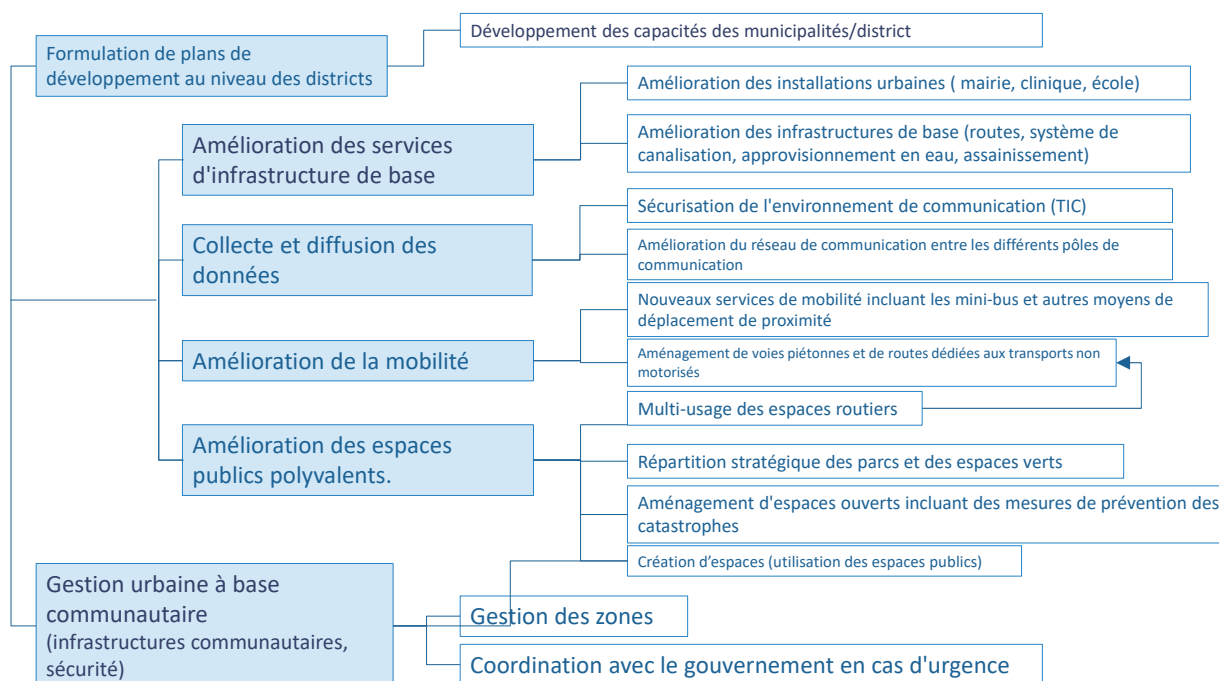 Formulation de plans de
développement au niveau des districts
Développement des capacités des municipalités/district
Amélioration des services
d'infrastructure de base
Amélioration des installations urbaines ( mairie, clinique, école)
Amélioration des infrastructures de base (routes, système de
canalisation, approvisionnement en eau, assainissement)
Collecte et diffusion des
données
Sécurisation de l'environnement de communication (TIC)
Amélioration du réseau de communication entre les différents pôles de
communication
Amélioration de la mobilité
Nouveaux services de mobilité incluant les mini-bus et autres moyens de
déplacement de proximité
Aménagement de voies piétonnes et de routes dédiées aux transports non
motorisés
Amélioration des espaces
publics polyvalents.
Multi-usage des espaces routiers
Répartition stratégique des parcs et des espaces verts
Aménagement d'espaces ouverts incluant des mesures de prévention des
catastrophes
Création d’espaces (utilisation des espaces publics)
Gestion urbaine à base
communautaire
(infrastructures communautaires,
sécurité)
Gestion des zones
Coordination avec le gouvernement en cas d'urgence